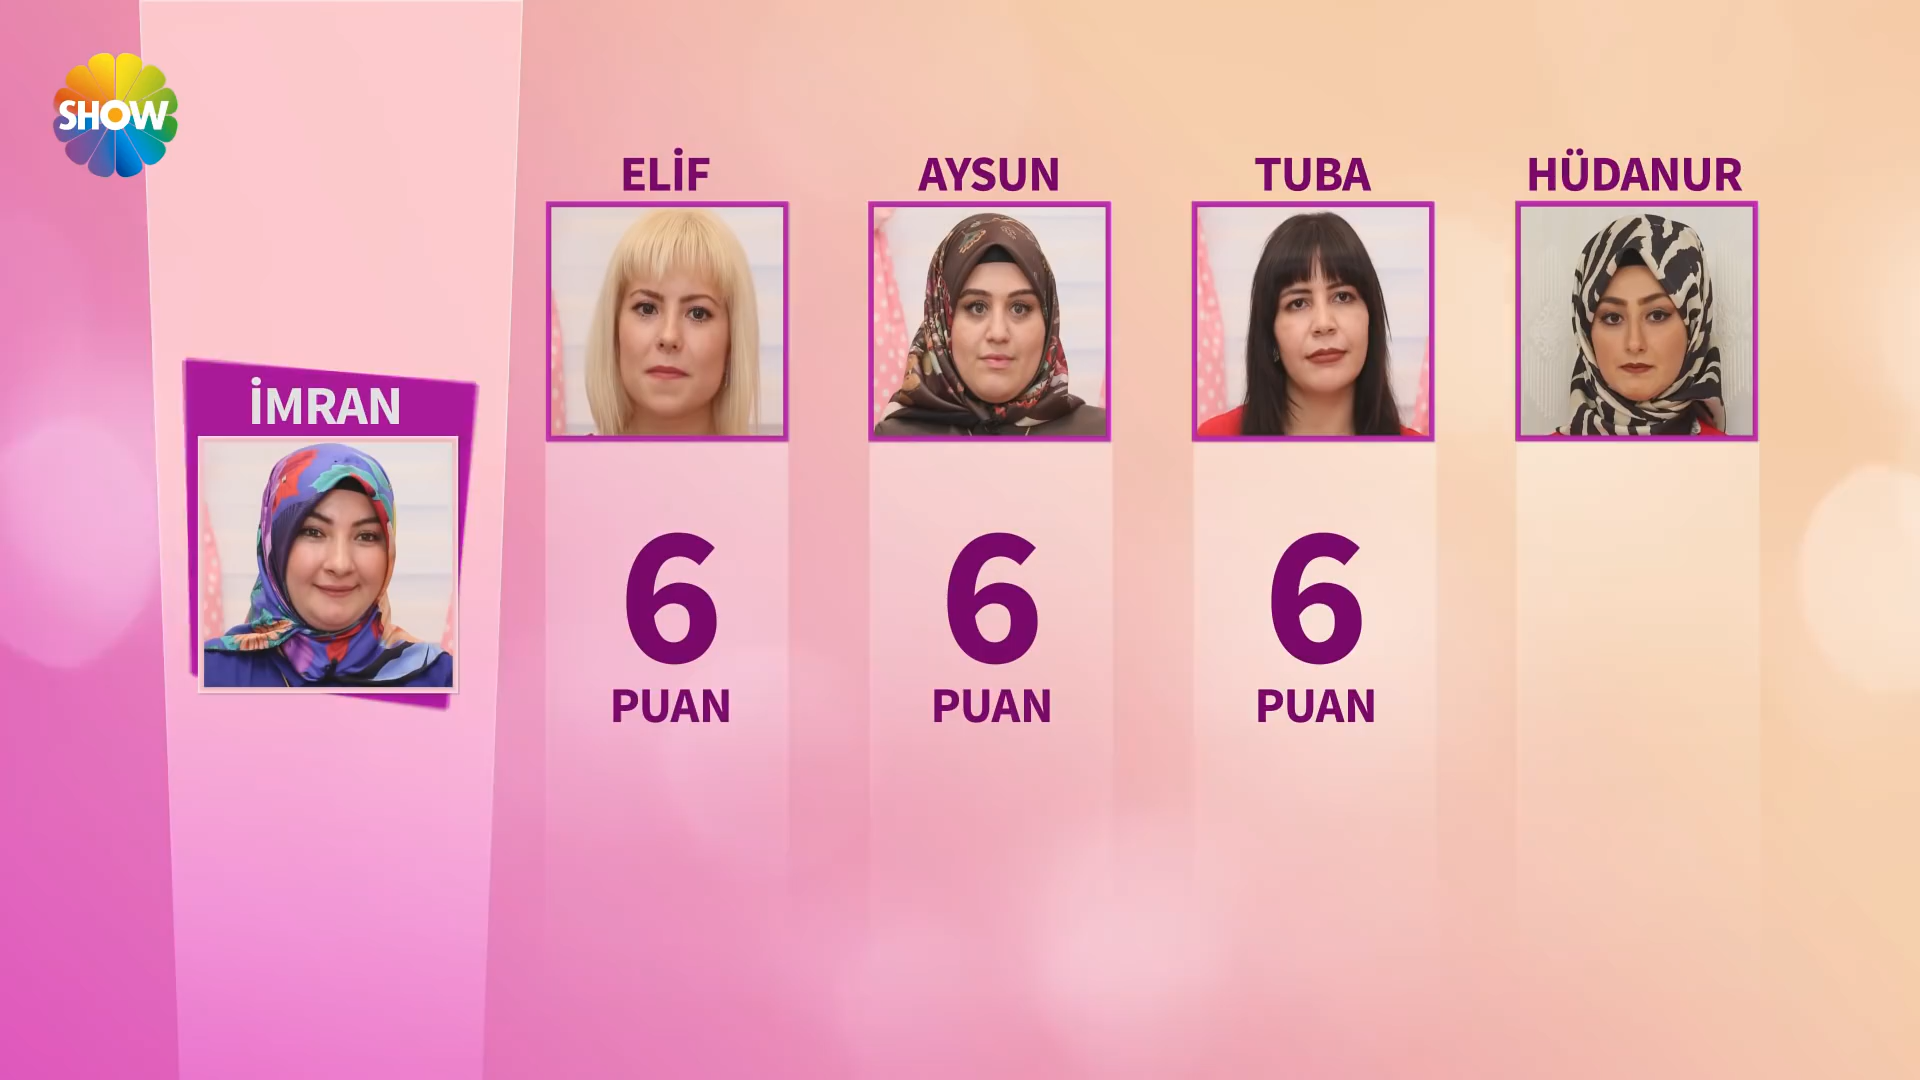 SHOW
İMRAN
ELİF
AYSUN
TUBA
HÜDANUR
6
PUAN
6
PUAN
6
PUAN